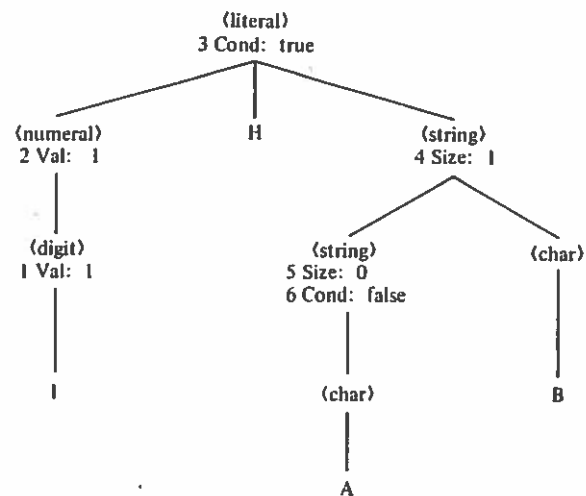 ⟨literal⟩
3 Cond: true
⟨numeral⟩ H ⟨string⟩
2 Val: 1 4 Size: 1
⟨digit⟩ ⟨string⟩ ⟨char⟩
1 Val: 1 5 Size: 0
6 Cond: false
1 ⟨char⟩ B
A